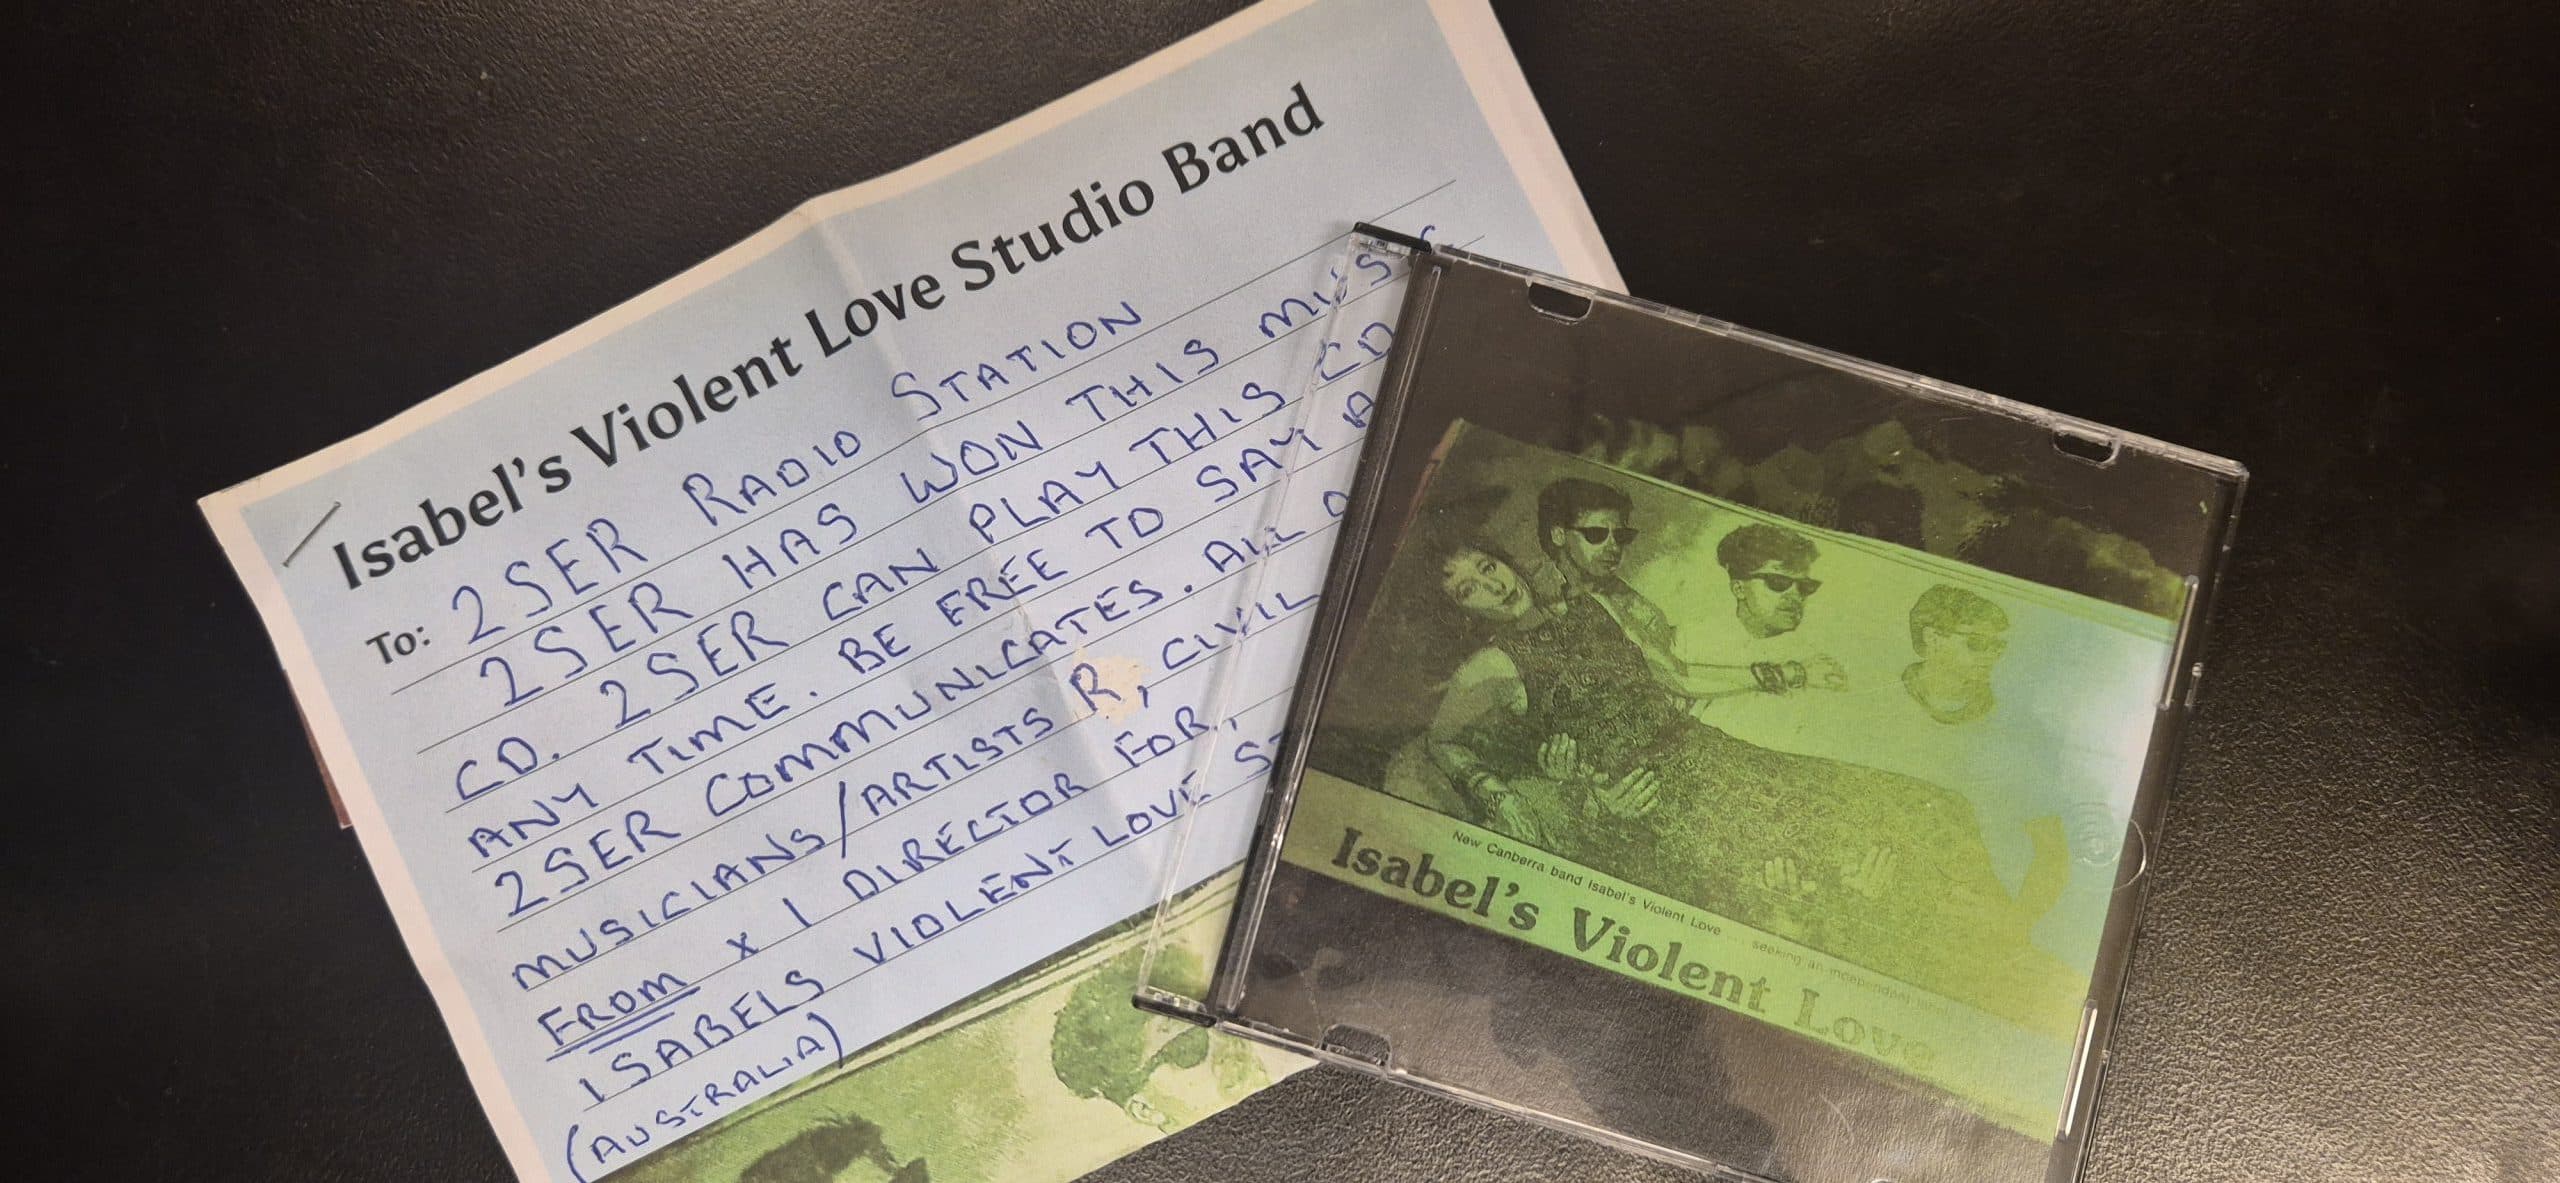 Isabel's Violent Love Studio Band
To: 2SER RADIO STATION
2SER HAS WON THIS
CD. 2SER CAN PLAY THIS CD
ANY TIME. BE FREE TO SAY
2SER COMMUNICATES. ALL
MUSICIANS/ARTISTS R, CIVIL
FROM X 1 DIRECTOR FOR,
ISABELS VIOLENT LOVE
(AUSTRALIA)
New Canberra band Isabel's Violent Love ... seeking an independent
Isabel's Violent Love